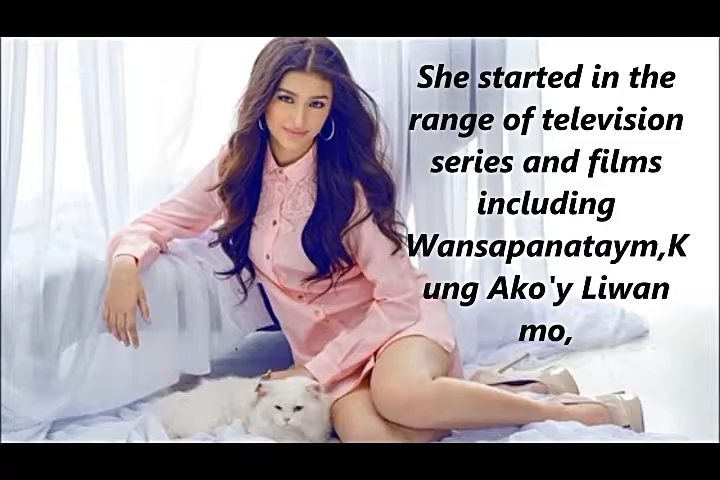 She started in the
range of television
series and films
including
Wansapanataym,K
ung Ako'y Liwan
mo,